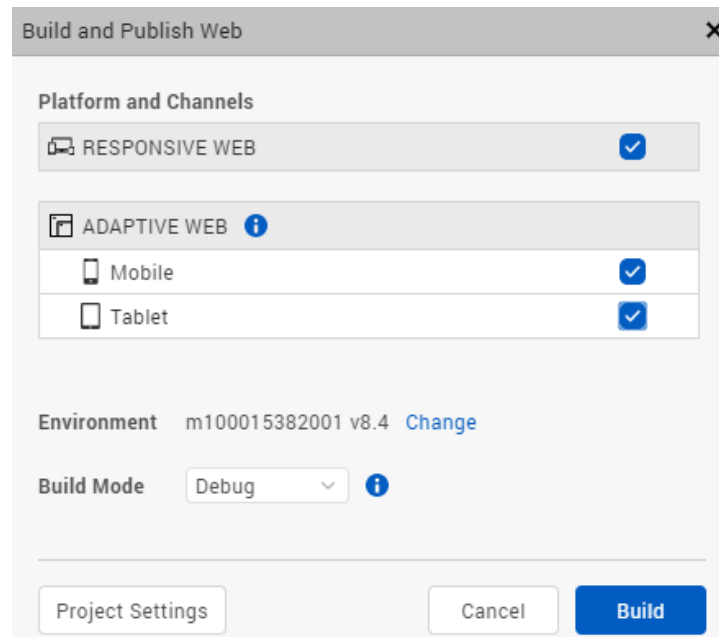 Build and Publish Web
Platform and Channels
RESPONSIVE WEB
ADAPTIVE WEB
Mobile
Tablet
Environment m100015382001 v8.4 Change
Build Mode Debug
Project Settings Cancel Build